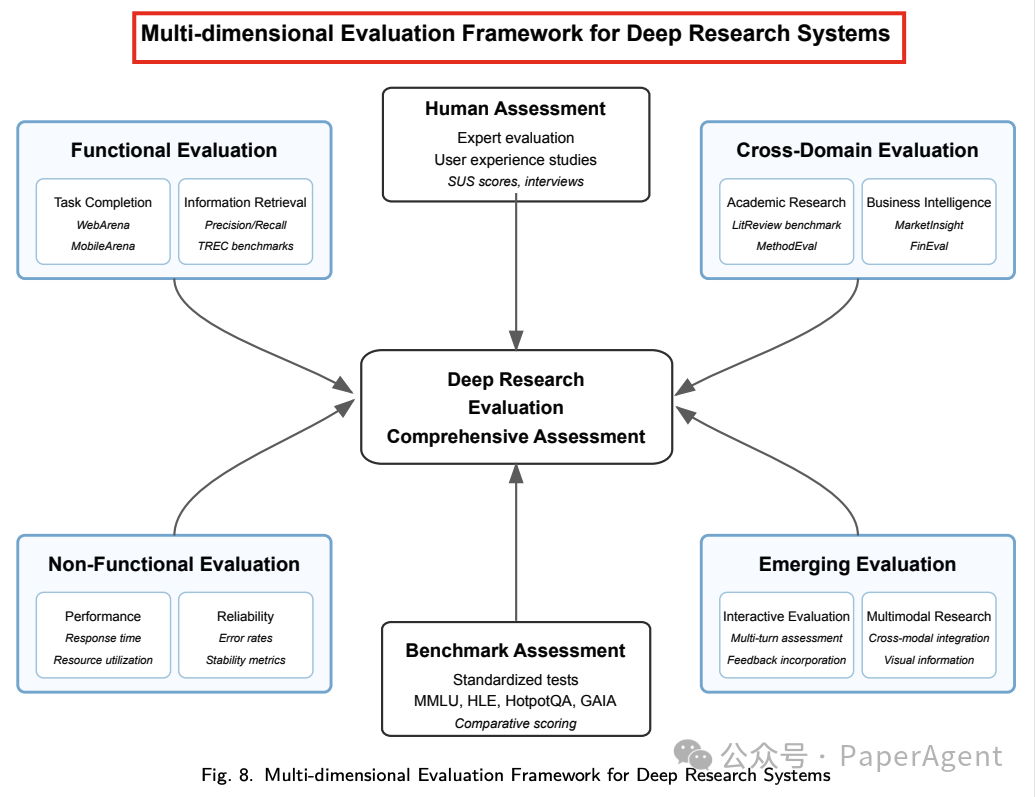 Multi-dimensional Evaluation Framework for Deep Research Systems
Human Assessment
Expert evaluation
User experience studies
SUS scores, interviews
Functional Evaluation
Task Completion
WebArena
MobileArena
Information Retrieval
Precision/Recall
TREC benchmarks
Cross-Domain Evaluation
Academic Research
LitReview benchmark
MethodEval
Business Intelligence
MarketInsight
FinEval
Deep Research
Evaluation
Comprehensive Assessment
Non-Functional Evaluation
Performance
Response time
Resource utilization
Reliability
Error rates
Stability metrics
Benchmark Assessment
Standardized tests
MMLU, HLE, HotpotQA, GAIA
Comparative scoring
Emerging Evaluation
Interactive Evaluation
Multi-turn assessment
Feedback incorporation
Multimodal Research
Cross-modal integration
Visual information
公众号 · PaperAgent
Fig. 8. Multi-dimensional Evaluation Framework for Deep Research Systems